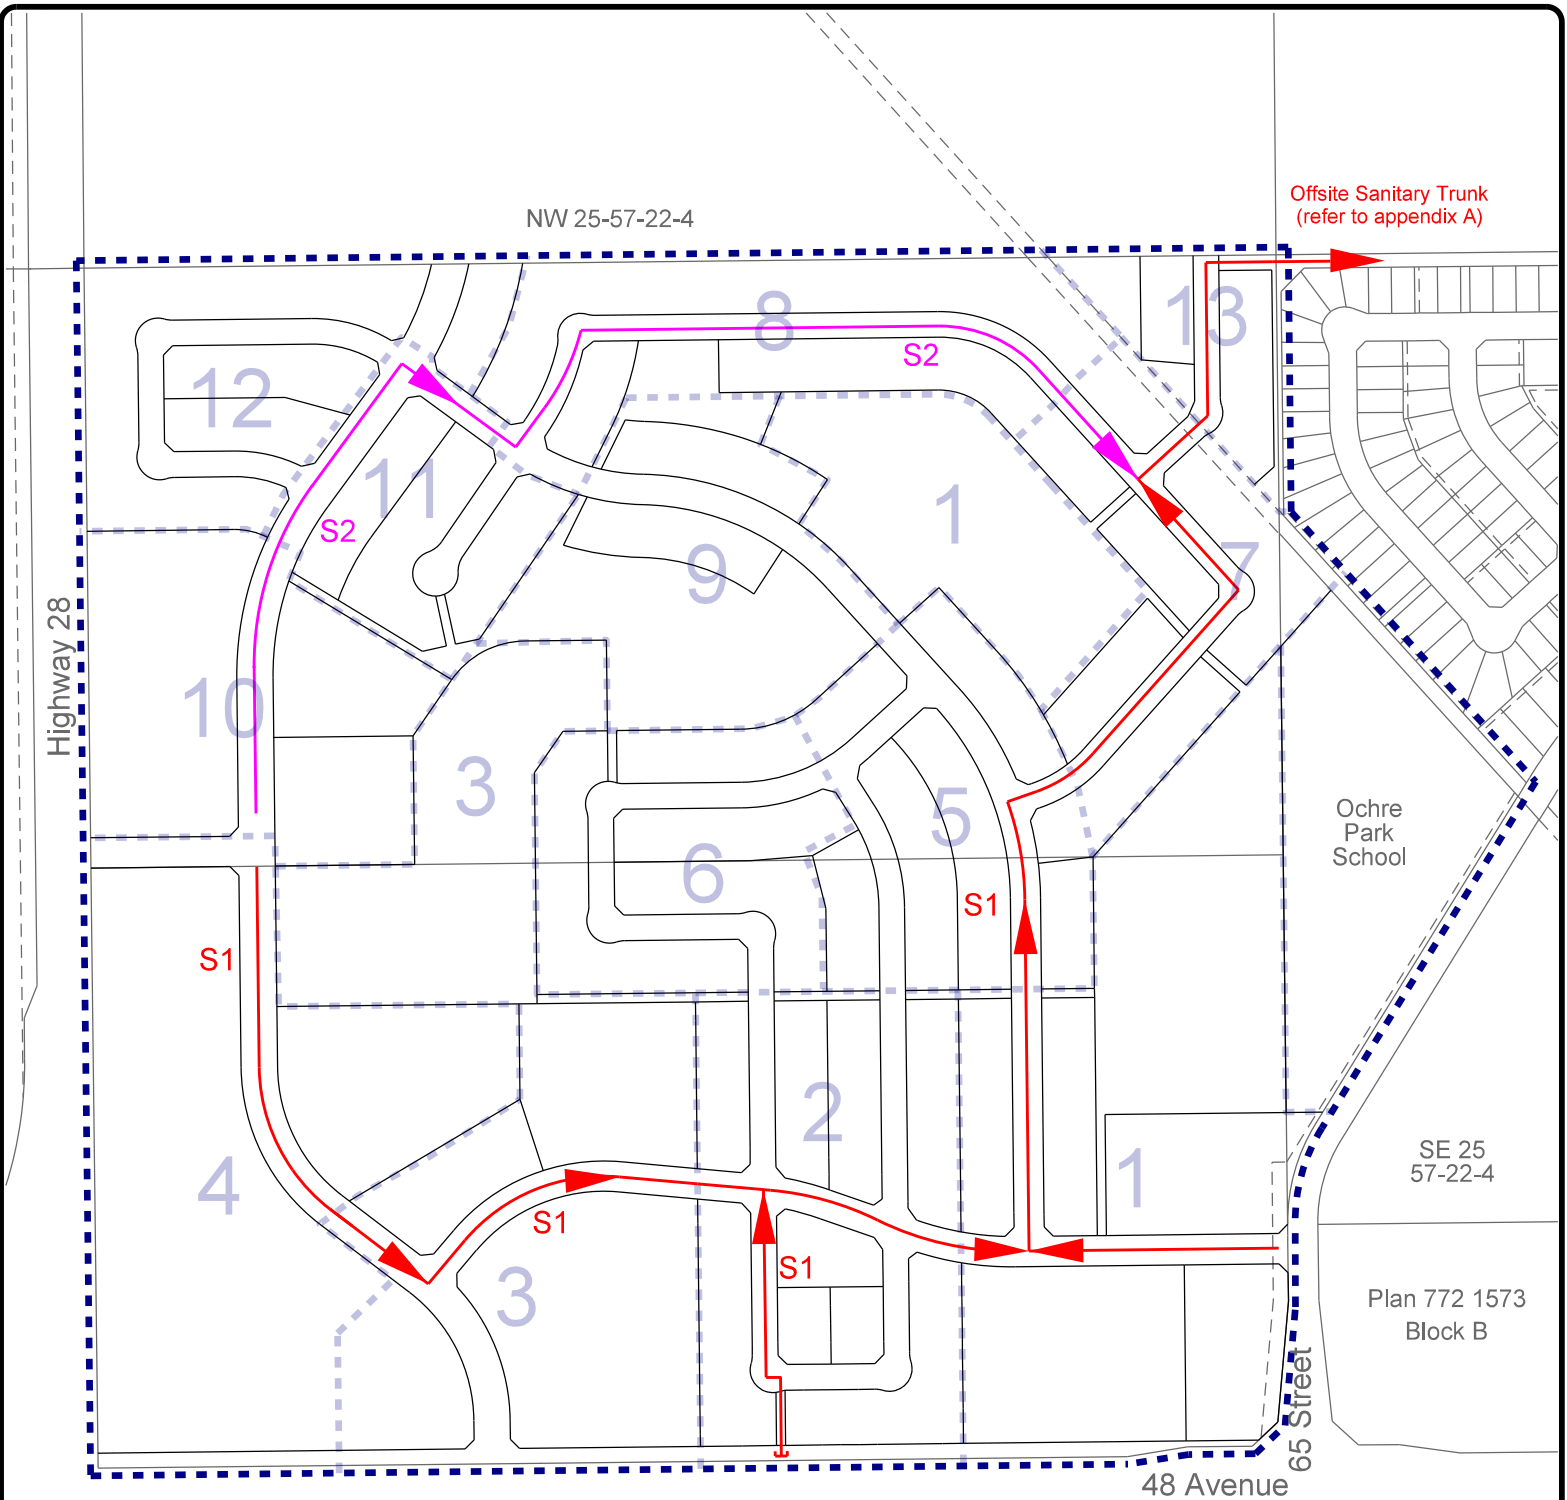 Offsite Sanitary Trunk
(refer to appendix A)
NW 25-57-22-4
8
13
S2
12
11
S2
1
9
7
Highway 28
10
3
5
6
Ochre
Park
School
S1
S1
2
4
1
SE 25
57-22-4
S1
S1
3
Plan 772 1573
Block B
65 Street
48 Avenue